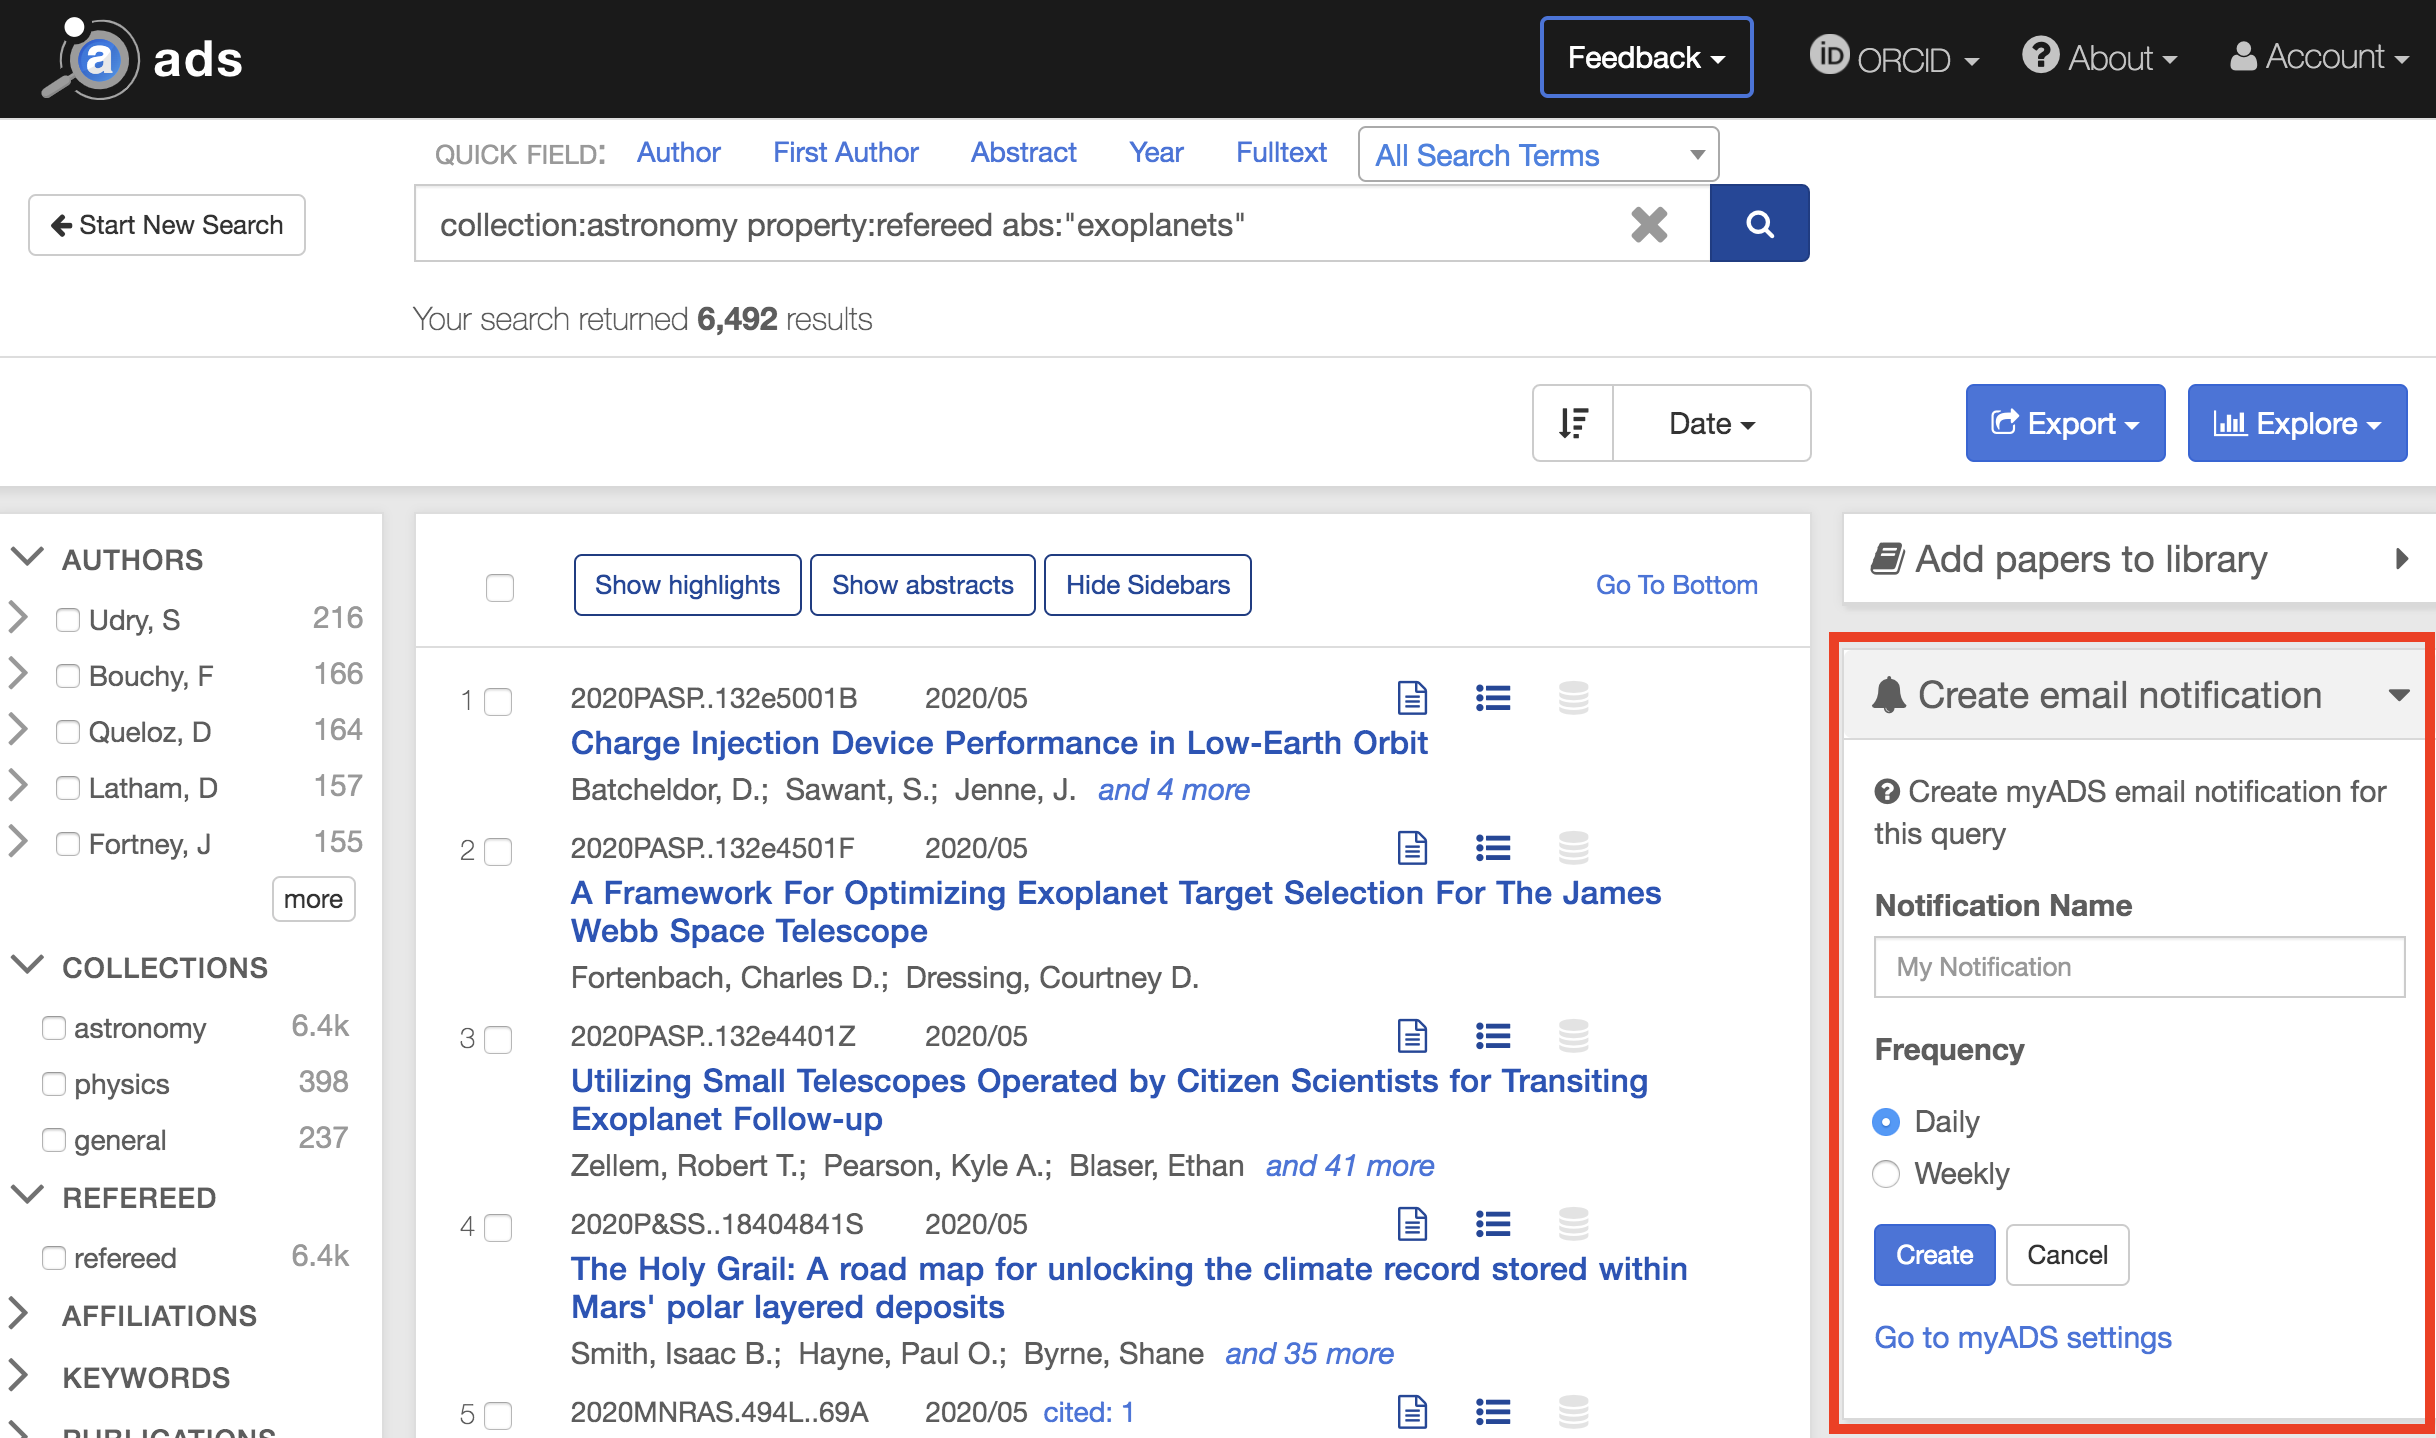 a ads
Feedback
iD ORCID
? About
Account
QUICK FIELD: Author First Author Abstract Year Fulltext All Search Terms
Start New Search
collection:astronomy property:refereed abs:"exoplanets"
Your search returned 6,492 results
Date
Export
Explore
AUTHORS
Udry, S 216
Bouchy, F 166
Queloz, D 164
Latham, D 157
Fortney, J 155
more
COLLECTIONS
astronomy 6.4k
physics 398
general 237
REFEREED
refereed 6.4k
AFFILIATIONS
KEYWORDS
PUBLICATIONS
Show highlights Show abstracts Hide Sidebars Go To Bottom
1 2020PASP..132e5001B 2020/05
Charge Injection Device Performance in Low-Earth Orbit
Batcheldor, D.; Sawant, S.; Jenne, J. and 4 more
2 2020PASP..132e4501F 2020/05
A Framework For Optimizing Exoplanet Target Selection For The James
Webb Space Telescope
Fortenbach, Charles D.; Dressing, Courtney D.
3 2020PASP..132e4401Z 2020/05
Utilizing Small Telescopes Operated by Citizen Scientists for Transiting
Exoplanet Follow-up
Zellem, Robert T.; Pearson, Kyle A.; Blaser, Ethan and 41 more
4 2020P&SS..18404841S 2020/05
The Holy Grail: A road map for unlocking the climate record stored within
Mars' polar layered deposits
Smith, Isaac B.; Hayne, Paul O.; Byrne, Shane and 35 more
5 2020MNRAS.494L..69A 2020/05 cited: 1
Add papers to library
Create email notification
? Create myADS email notification for
this query
Notification Name
My Notification
Frequency
Daily
Weekly
Create Cancel
Go to myADS settings